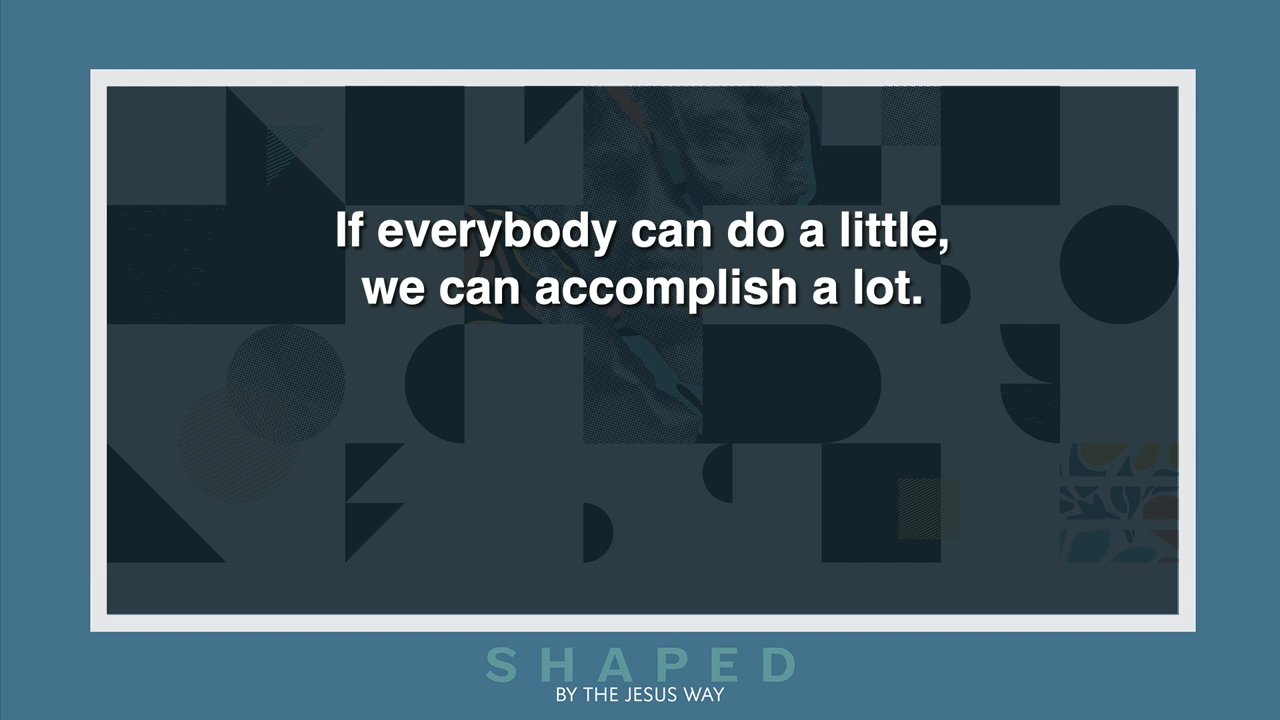 If everybody can do a little,
we can accomplish a lot.
SHAPED
BY THE JESUS WAY